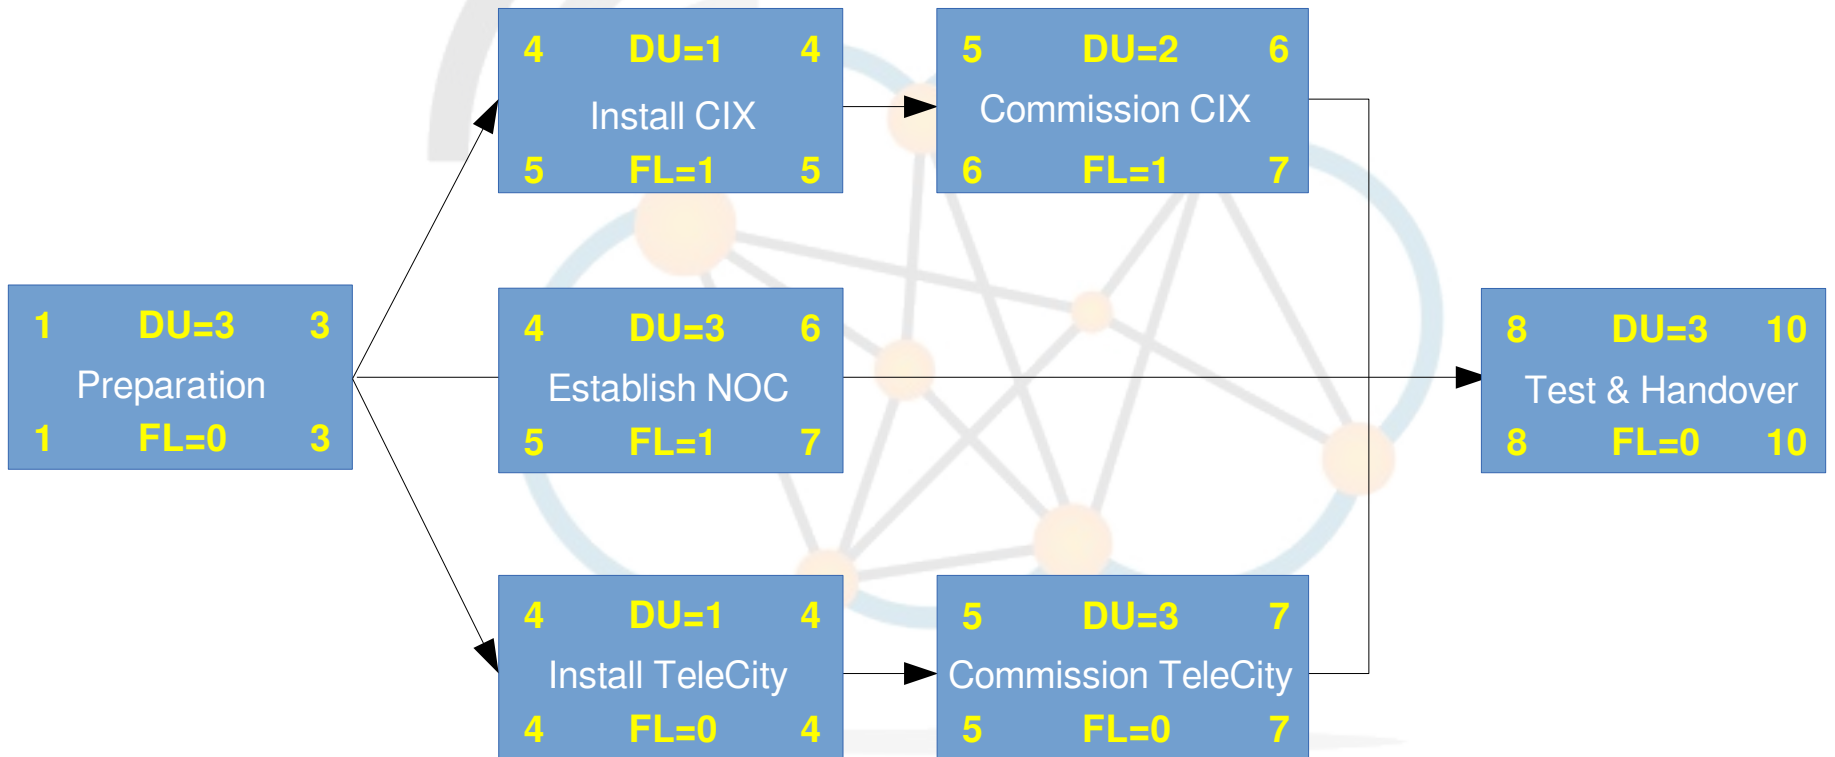 4 DU=1 4
Install CIX
5 FL=1 5
5 DU=2 6
Commission CIX
6 FL=1 7
1 DU=3 3
Preparation
1 FL=0 3
4 DU=3 6
Establish NOC
5 FL=1 7
8 DU=3 10
Test & Handover
8 FL=0 10
4 DU=1 4
Install TeleCity
4 FL=0 4
5 DU=3 7
Commission TeleCity
5 FL=0 7